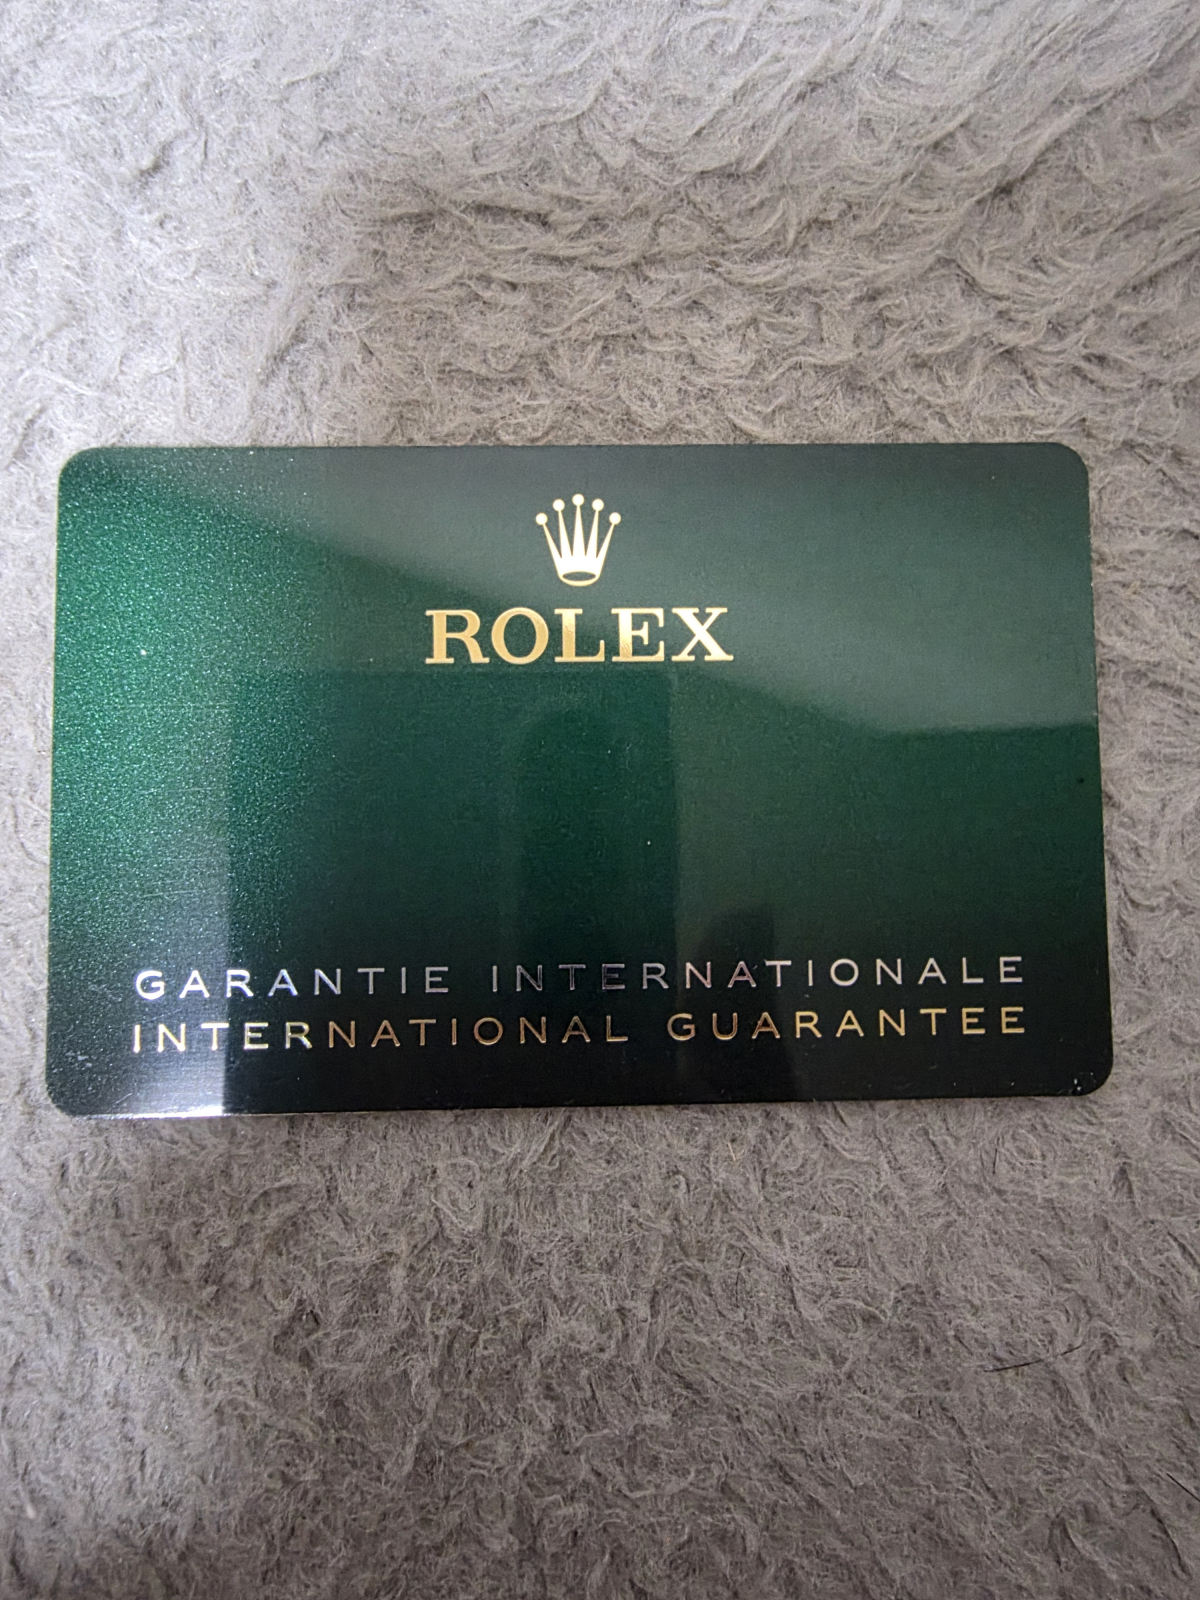 ROLEX
GARANTIE INTERNATIONALE
INTERNATIONAL GUARANTEE